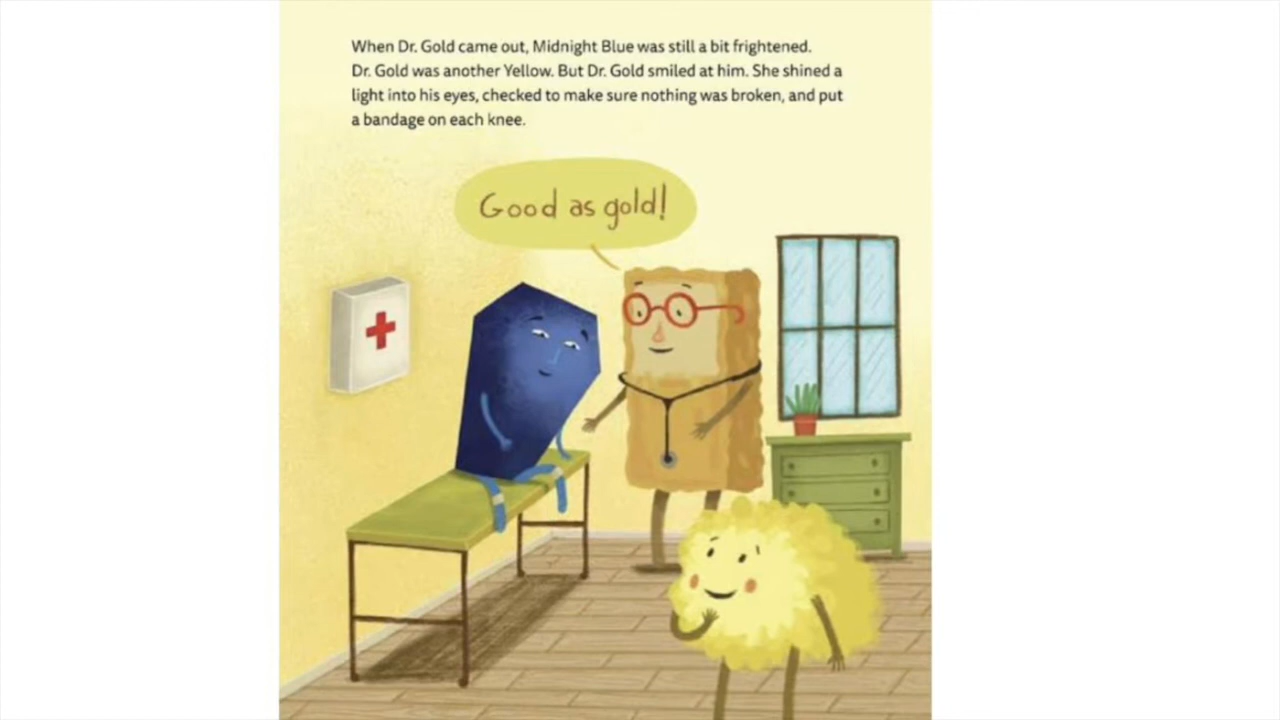 When Dr. Gold came out, Midnight Blue was still a bit frightened.
Dr. Gold was another Yellow. But Dr. Gold smiled at him. She shined a
light into his eyes, checked to make sure nothing was broken, and put
a bandage on each knee.
Good as gold!